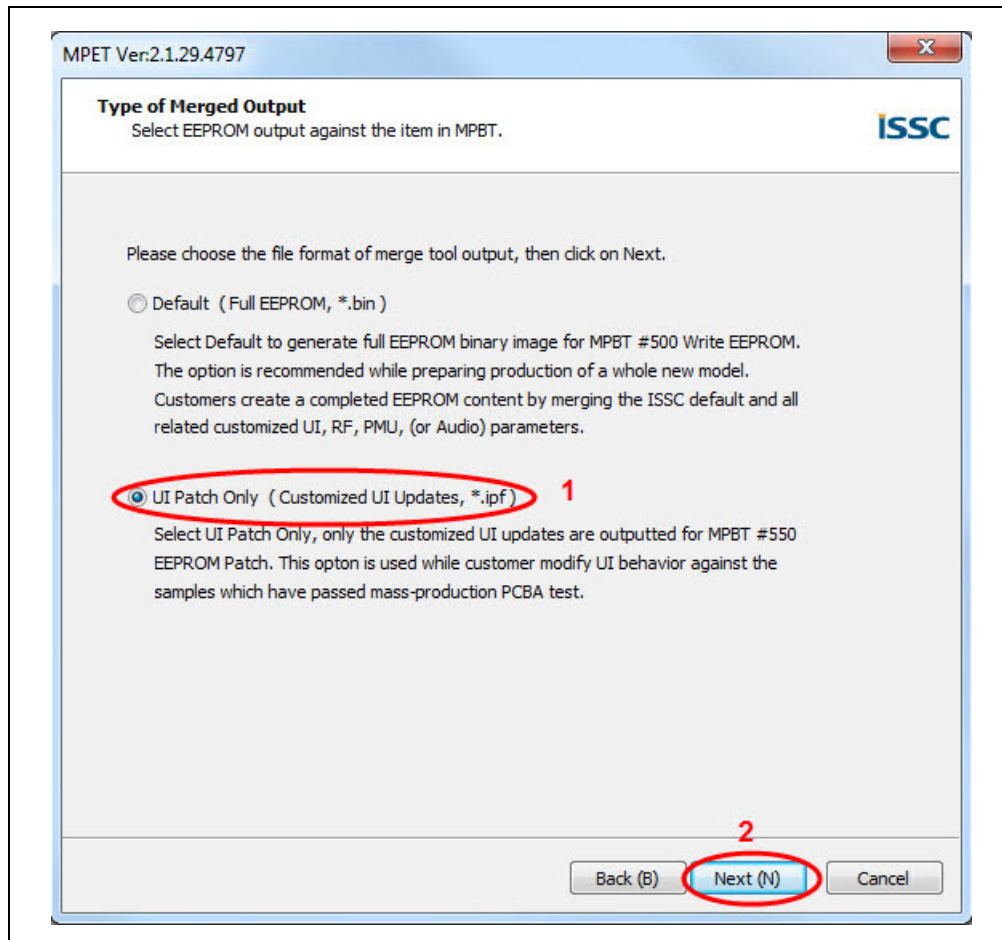 MPET Ver:2.1.29.4797
x
Type of Merged Output
Select EEPROM output against the item in MPBT.
ISSC
Please choose the file format of merge tool output, then click on Next.
Default ( Full EEPROM, *.bin )
Select Default to generate full EEPROM binary image for MPBT #500 Write EEPROM.
The option is recommended while preparing production of a whole new model.
Customers create a completed EEPROM content by merging the ISSC default and all
related customized UI, RF, PMU, (or Audio) parameters.
UI Patch Only ( Customized UI Updates, *.ipf )
1
Select UI Patch Only, only the customized UI updates are outputted for MPBT #550
EEPROM Patch. This opton is used while customer modify UI behavior against the
samples which have passed mass-production PCBA test.
2
Back (B)
Next (N)
Cancel